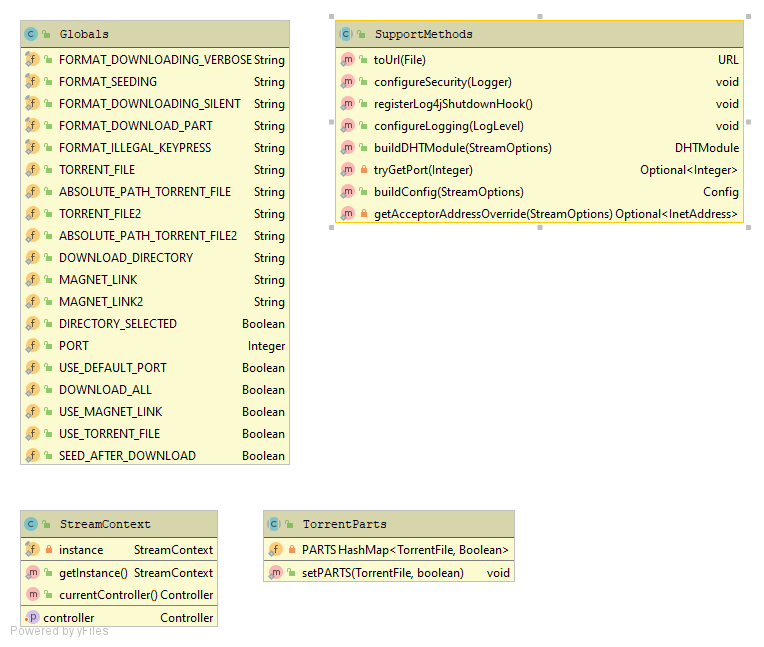 Globals
FORMAT_DOWNLOADING_VERBOSE String
FORMAT_SEEDING String
FORMAT_DOWNLOADING_SILENT String
FORMAT_DOWNLOAD_PART String
FORMAT_ILLEGAL_KEYPRESS String
TORRENT_FILE String
ABSOLUTE_PATH_TORRENT_FILE String
TORRENT_FILE2 String
ABSOLUTE_PATH_TORRENT_FILE2 String
DOWNLOAD_DIRECTORY String
MAGNET_LINK String
MAGNET_LINK2 String
DIRECTORY_SELECTED Boolean
PORT Integer
USE_DEFAULT_PORT Boolean
DOWNLOAD_ALL Boolean
USE_MAGNET_LINK Boolean
USE_TORRENT_FILE Boolean
SEED_AFTER_DOWNLOAD Boolean
SupportMethods
toUrl(File) URL
configureSecurity(Logger) void
registerLog4jShutdownHook() void
configureLogging(LogLevel) void
buildDHTModule(StreamOptions) DHTModule
tryGetPort(Integer) Optional<Integer>
buildConfig(StreamOptions) Config
getAcceptorAddressOverride(StreamOptions) Optional<InetAddress>
StreamContext
instance StreamContext
getInstance() StreamContext
currentController() Controller
controller Controller
TorrentParts
PARTS HashMap<TorrentFile, Boolean>
setPARTS(TorrentFile, boolean) void
Powered by yFiles